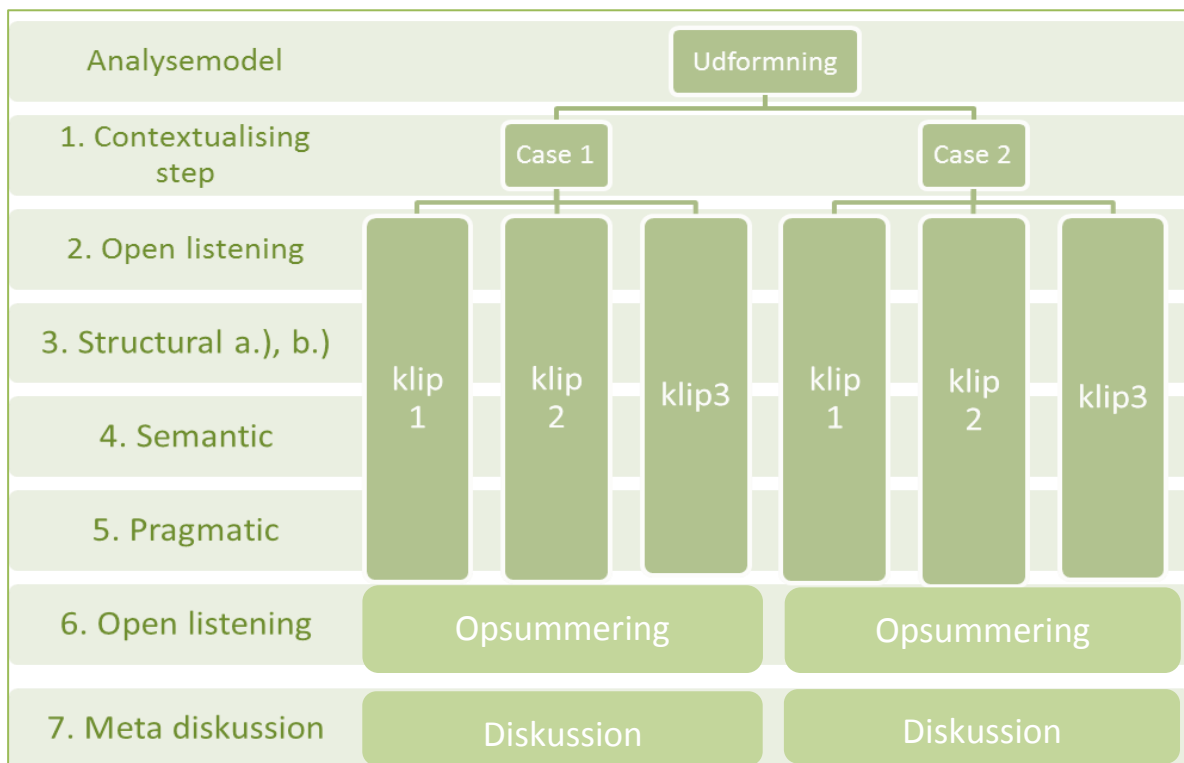 Analysemodel
Udformning
1. Contextualising
step
Case 1
Case 2
2. Open listening
3. Structural a.), b.)
4. Semantic
5. Pragmatic
klip
1
klip
2
klip3
klip
1
klip
2
klip3
6. Open listening
Opsummering
Opsummering
7. Meta diskussion
Diskussion
Diskussion